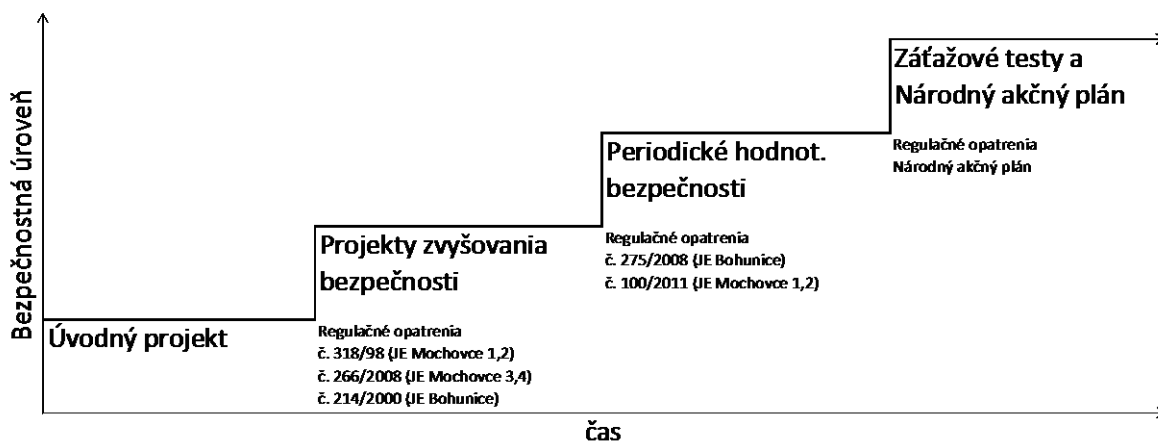 Bezpečnostná úroveň
Záťažové testy a
Národný akčný plán
Regulačné opatrenia
Národný akčný plán
Periodické hodnot.
bezpečnosti
Regulačné opatrenia
č. 275/2008 (JE Bohunice)
č. 100/2011 (JE Mochovce 1,2)
Projekty zvyšovania
bezpečnosti
Regulačné opatrenia
č. 318/98 (JE Mochovce 1,2)
č. 266/2008 (JE Mochovce 3,4)
č. 214/2000 (JE Bohunice)
Úvodný projekt
čas